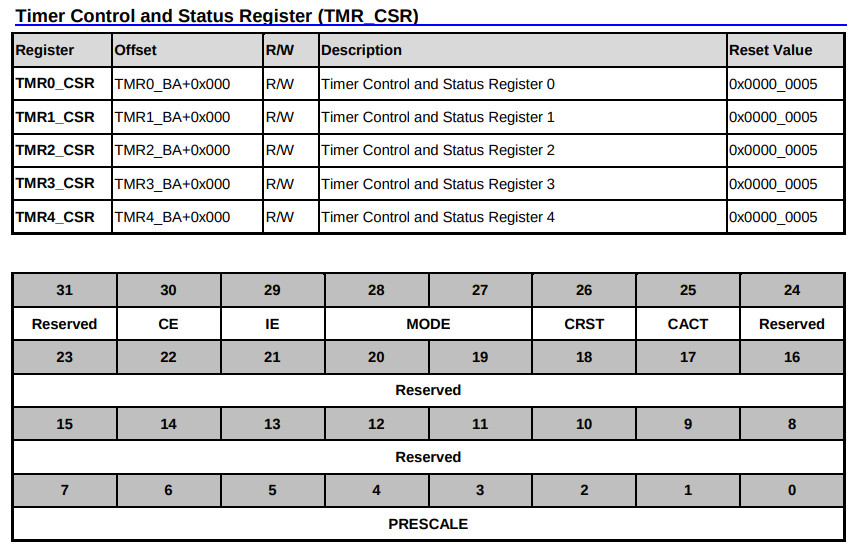 Timer Control and Status Register (TMR_CSR)
Register Offset R/W Description Reset Value
TMR0_CSR TMR0_BA+0x000 R/W Timer Control and Status Register 0 0x0000_0005
TMR1_CSR TMR1_BA+0x000 R/W Timer Control and Status Register 1 0x0000_0005
TMR2_CSR TMR2_BA+0x000 R/W Timer Control and Status Register 2 0x0000_0005
TMR3_CSR TMR3_BA+0x000 R/W Timer Control and Status Register 3 0x0000_0005
TMR4_CSR TMR4_BA+0x000 R/W Timer Control and Status Register 4 0x0000_0005
31 30 29 28 27 26 25 24
Reserved CE IE MODE CRST CACT Reserved
23 22 21 20 19 18 17 16
Reserved
15 14 13 12 11 10 9 8
Reserved
7 6 5 4 3 2 1 0
PRESCALE